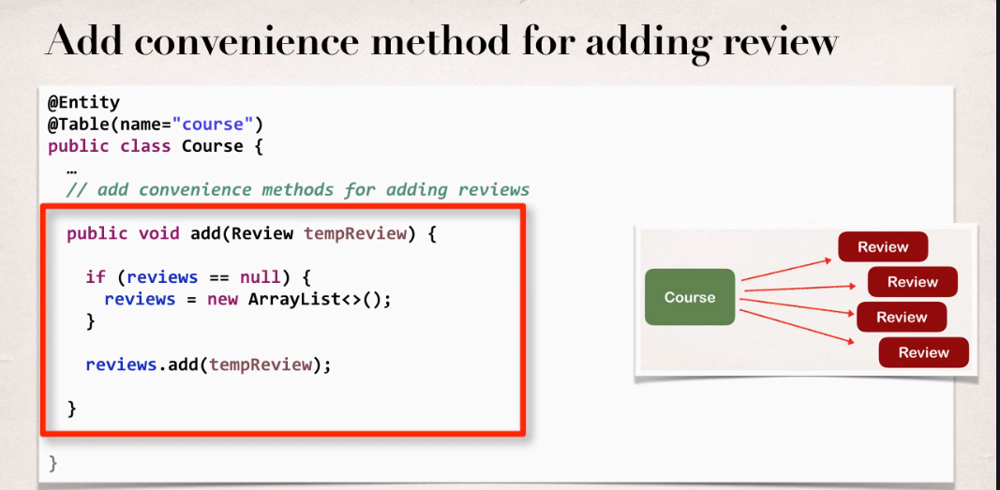 Add convenience method for adding review
@Entity
@Table(name="course")
public class Course {
…
// add convenience methods for adding reviews
public void add(Review tempReview) {
if (reviews == null) {
reviews = new ArrayList<>();
}
reviews.add(tempReview);
}
}
Course
Review
Review
Review
Review